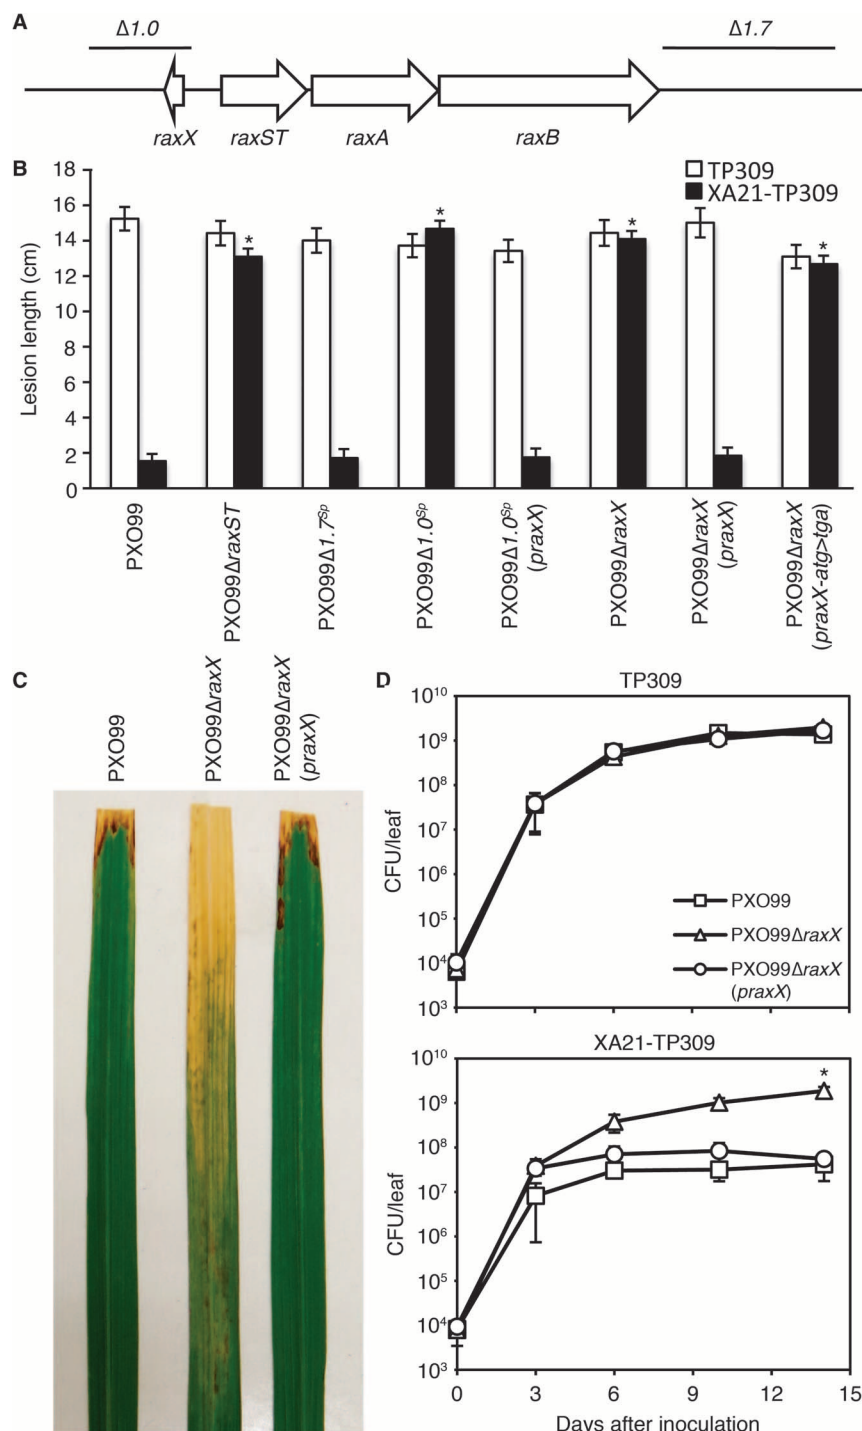 A
Δ1.0
Δ1.7
raxX
raxST
raxA
raxB
B
TP309
XA21-TP309
Lesion length (cm)
18
16
14
12
10
8
6
4
2
0
*
*
*
*
PXO99
PXO99ΔraxST
PXO99Δ1.7Sp
PXO99Δ1.0Sp
PXO99Δ1.0Sp
(praxX)
PXO99ΔraxX
PXO99ΔraxX
(praxX)
PXO99ΔraxX
(praxX-atg>tga)
C
PXO99
PXO99ΔraxX
PXO99ΔraxX
(praxX)
D
TP309
CFU/leaf
10^10
10^9
10^8
10^7
10^6
10^5
10^4
10^3
PXO99
PXO99ΔraxX
PXO99ΔraxX
(praxX)
XA21-TP309
CFU/leaf
10^10
10^9
10^8
10^7
10^6
10^5
10^4
10^3
*
0 3 6 9 12 15
Days after inoculation